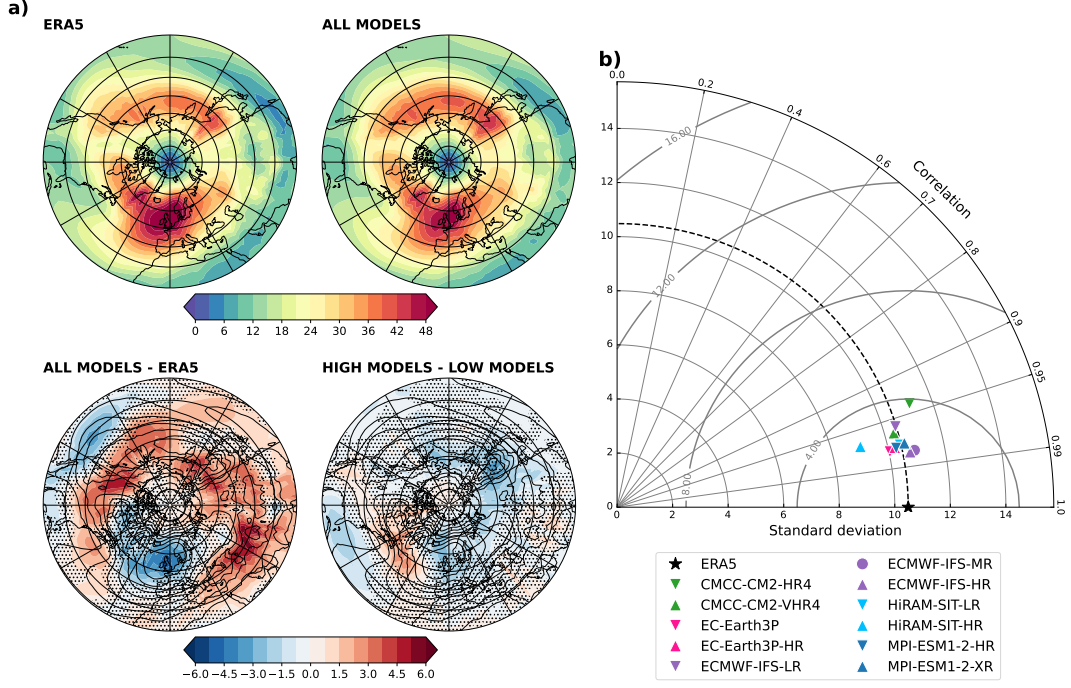 a)
ERA5
ALL MODELS
0 6 12 18 24 30 36 42 48
ALL MODELS - ERA5
HIGH MODELS - LOW MODELS
−6.0 −4.5 −3.0 −1.5 0.0 1.5 3.0 4.5 6.0
b)
0.0
0.2
0.4
0.6
0.7
0.8
0.9
0.95
0.99
1.0
Correlation
16.00
12.00
8.00
4.00
14
12
10
8
6
4
2
0
0 2 4 6 8 10 12 14
Standard deviation
ERA5
CMCC-CM2-HR4
CMCC-CM2-VHR4
EC-Earth3P
EC-Earth3P-HR
ECMWF-IFS-LR
ECMWF-IFS-MR
ECMWF-IFS-HR
HiRAM-SIT-LR
HiRAM-SIT-HR
MPI-ESM1-2-HR
MPI-ESM1-2-XR